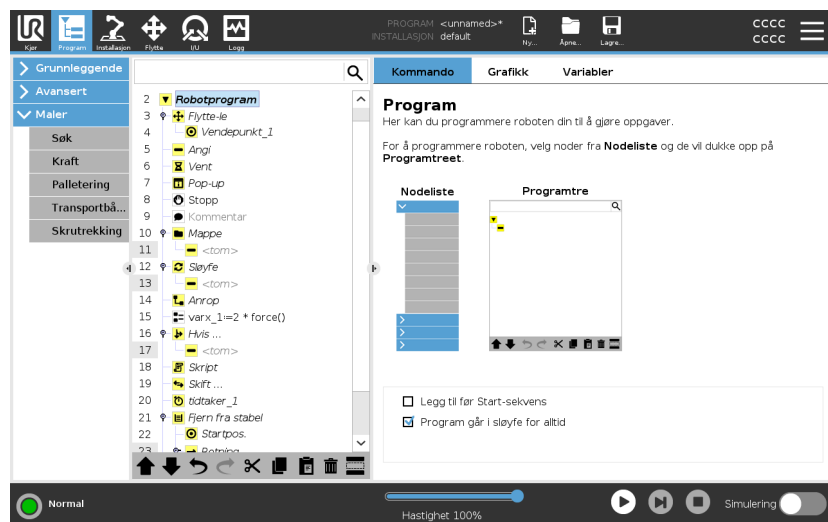 PROGRAM <unnamed>*
INSTALLASJON default
Kjør Program Installasjon Flytte I/U Logg
Ny... Åpne... Lagre...
CCCC
CCCC
Grunnleggende
Avansert
Maler
Søk
Kraft
Palletering
Transportbå...
Skrutrekking
2 Robotprogram
3 Flytte-le
4 Vendepunkt_1
5 Angi
6 Vent
7 Pop-up
8 Stopp
9 Kommentar
10 Mappe
11 <tom>
12 Sløyfe
13 <tom>
14 Anrop
15 varx_1:=2 * force()
16 Hvis ...
17 <tom>
18 Skript
19 Skift ...
20 tidtaker_1
21 Fjern fra stabel
22 Startpos.
23 Retning
Kommando Grafikk Variabler
Program
Her kan du programmere roboten din til å gjøre oppgaver.
For å programmere roboten, velg noder fra Nodeliste og de vil dukke opp på
Programtreet.
Nodeliste Programtre
Legg til før Start-sekvens
Program går i sløyfe for alltid
Normal
Hastighet 100%
Simulering